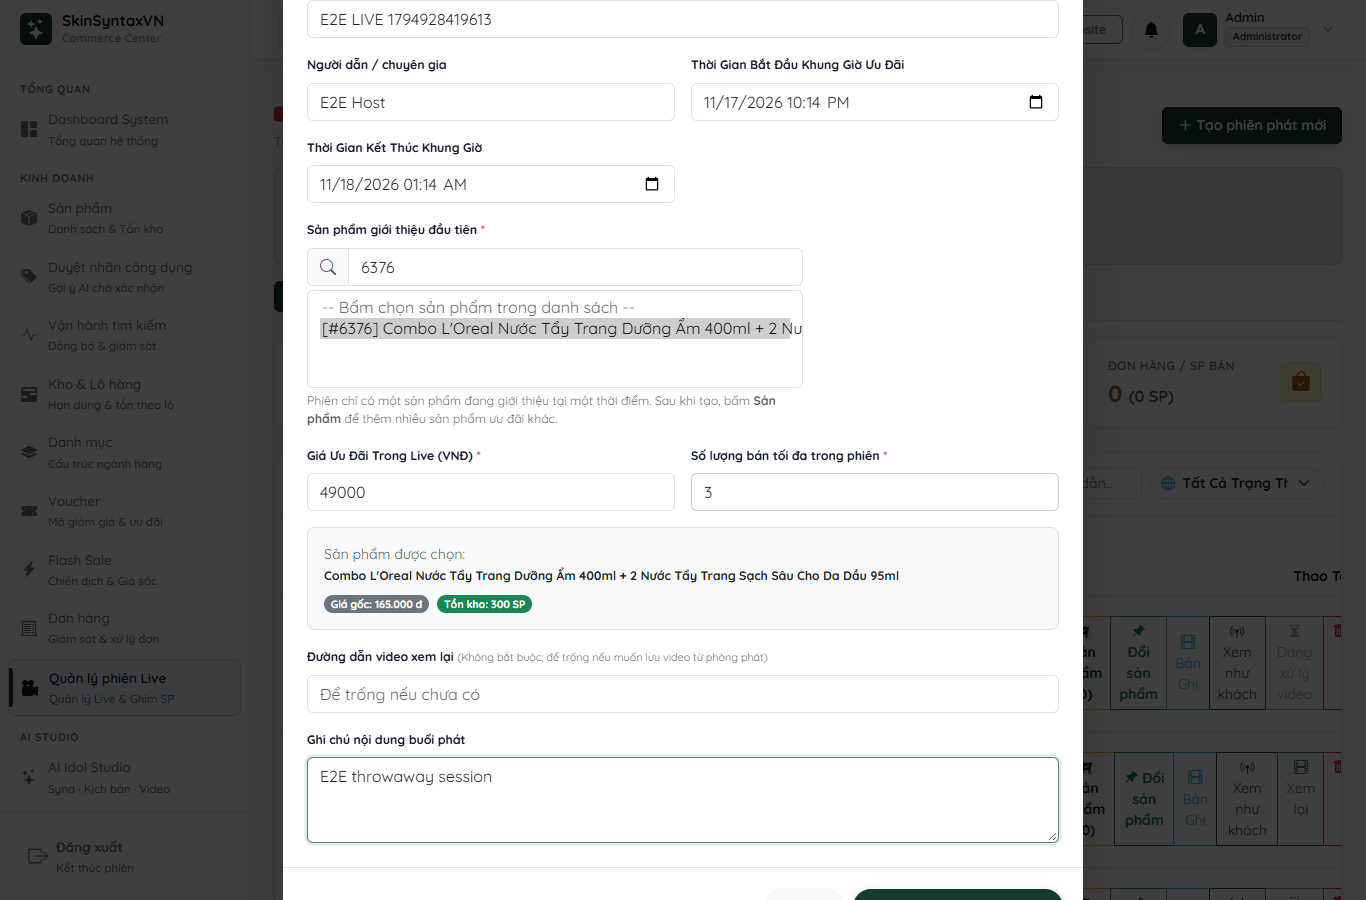 SkinSyntaxVN
Commerce Center
TỔNG QUAN
Dashboard System
Tổng quan hệ thống
KINH DOANH
Sản phẩm
Danh sách & Tồn kho
Duyệt nhãn công dụng
Gợi ý AI chờ xác nhận
Vận hành tìm kiếm
Đồng bộ & giám sát
Kho & Lô hàng
Hạn dùng & tồn theo lô
Danh mục
Cấu trúc ngành hàng
Voucher
Mã giảm giá & ưu đãi
Flash Sale
Chiến dịch & Giá sốc
Đơn hàng
Giám sát & xử lý đơn
Quản lý phiên Live
Quản lý Live & Ghim SP
AI STUDIO
AI Idol Studio
Syna · Kịch bản · Video
Đăng xuất
Kết thúc phiên
E2E LIVE 1794928419613
Người dẫn / chuyên gia
E2E Host
Thời Gian Bắt Đầu Khung Giờ Ưu Đãi
11/17/2026 10:14 PM
Thời Gian Kết Thúc Khung Giờ
11/18/2026 01:14 AM
Sản phẩm giới thiệu đầu tiên *
6376
-- Bấm chọn sản phẩm trong danh sách --
[#6376] Combo L'Oreal Nước Tẩy Trang Dưỡng Ẩm 400ml + 2 Nư
Phiên chỉ có một sản phẩm đang giới thiệu tại một thời điểm. Sau khi tạo, bấm Sản
phẩm để thêm nhiều sản phẩm ưu đãi khác.
Giá Ưu Đãi Trong Live (VNĐ) *
49000
Số lượng bán tối đa trong phiên *
3
Sản phẩm được chọn:
Combo L'Oreal Nước Tẩy Trang Dưỡng Ẩm 400ml + 2 Nước Tẩy Trang Sạch Sâu Cho Da Dầu 95ml
Giá gốc: 165.000 đ
Tồn kho: 300 SP
Đường dẫn video xem lại (Không bắt buộc; để trống nếu muốn lưu video từ phòng phát)
Để trống nếu chưa có
Ghi chú nội dung buổi phát
E2E throwaway session
A
Admin
Administrator
+ Tạo phiên phát mới
ĐƠN HÀNG / SP BÁN
0 (0 SP)
dẫn...
Tất Cả Trạng Th
Thao T
Đổi
sản
phẩm
Bản
Ghi
Xem
như
khách
Đang
xử lý
video
Đổi
sản
phẩm
Bản
Ghi
Xem
như
khách
Xem
lại